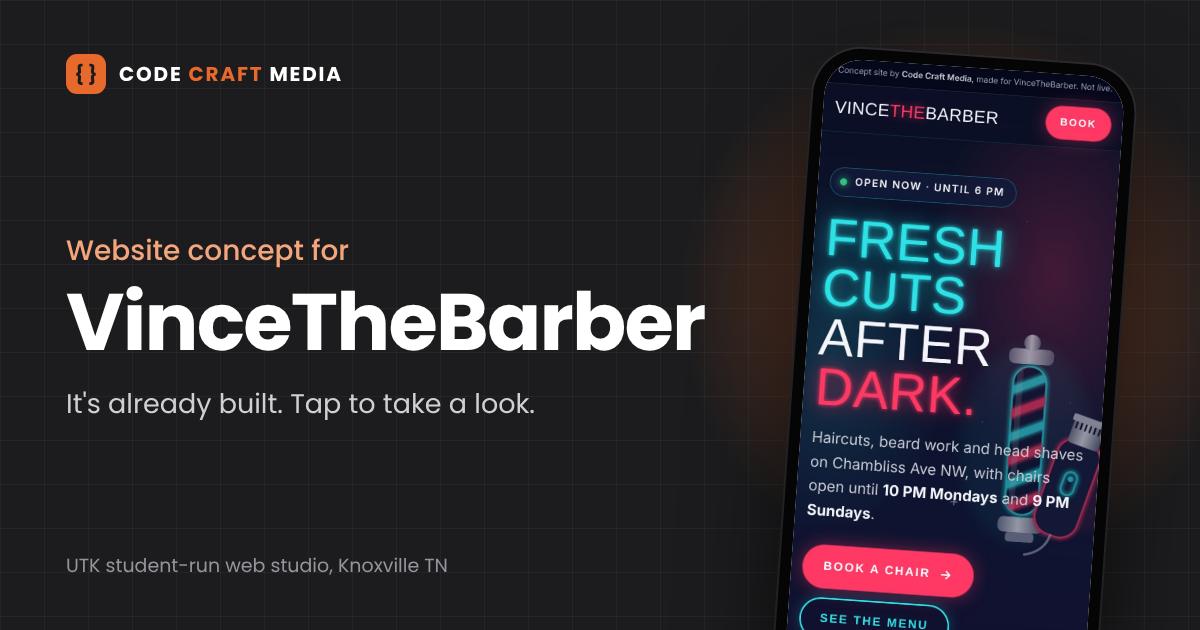 { } CODE CRAFT MEDIA
Website concept for
VinceTheBarber
It's already built. Tap to take a look.
UTK student-run web studio, Knoxville TN
Concept site by Code Craft Media, made for VinceTheBarber. Not live.
VINCETHEBARBER
BOOK
OPEN NOW · UNTIL 6 PM
FRESH
CUTS
AFTER
DARK.
Haircuts, beard work and head shaves
on Chambliss Ave NW, with chairs
open until 10 PM Mondays and 9 PM
Sundays.
BOOK A CHAIR →
SEE THE MENU